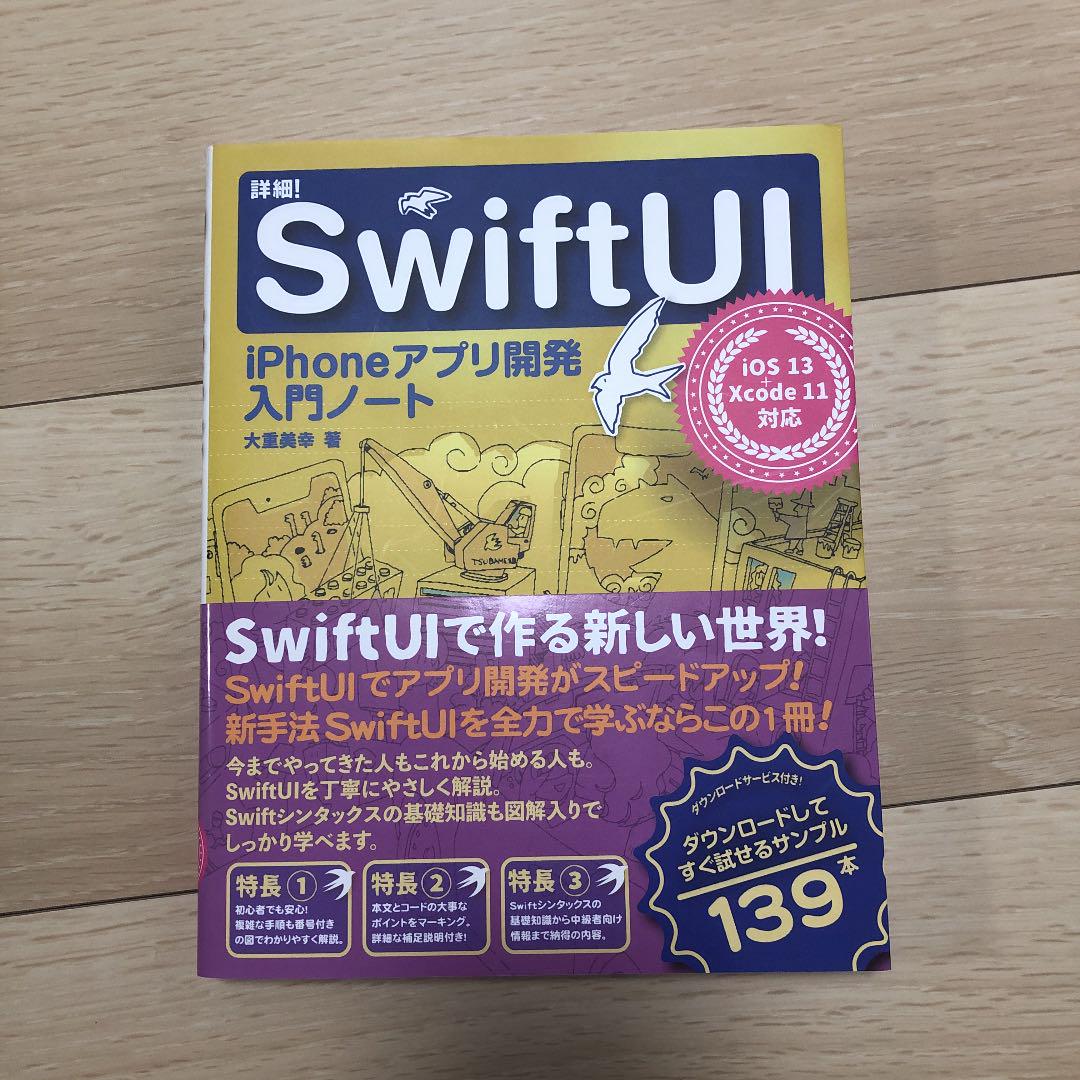 詳細!
SwiftUI
iPhoneアプリ開発
入門ノート
大重美幸 著
iOS 13
+
Xcode 11
対応
TSUBAME
SwiftUIで作る新しい世界!
SwiftUIでアプリ開発がスピードアップ!
新手法SwiftUIを全力で学ぶならこの1冊!
今までやってきた人もこれから始める人も。
SwiftUIを丁寧にやさしく解説。
Swiftシンタックスの基礎知識も図解入りで
しっかり学べます。
特長①
初心者でも安心!
複雑な手順も番号付き
の図でわかりやすく解説。
特長②
本文とコードの大事な
ポイントをマーキング。
詳細な補足説明付き!
特長③
Swiftシンタックスの
基礎知識から中級者向け
情報まで納得の内容。
ダウンロードサービス付き!
ダウンロードして
すぐ試せるサンプル
139本